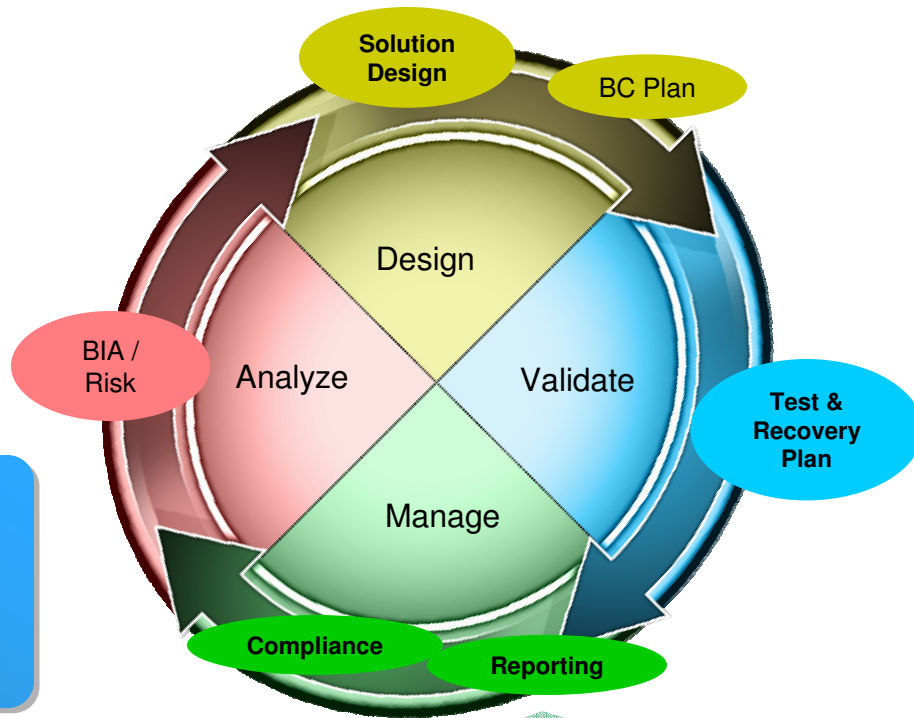 Solution
Design
BC Plan
Design
BIA /
Risk
Analyze
Validate
Test &
Recovery
Plan
Manage
Compliance
Reporting